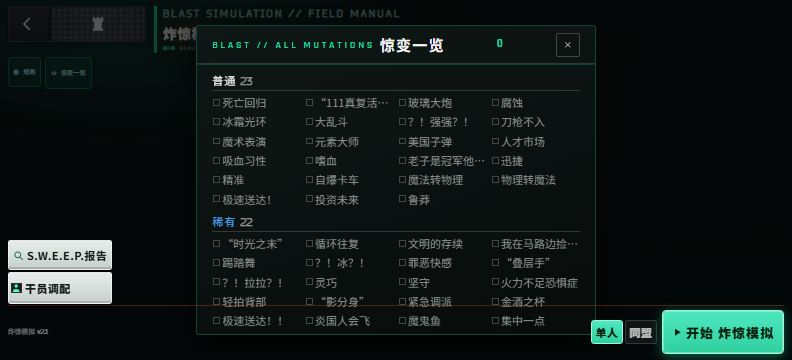 BLAST SIMULATION // FIELD MANUAL
炸惊模
BLAST // ALL MUTATIONS 惊变一览 0 ×
规则 惊变一览
普通 23
死亡回归 “111真复活… 玻璃大炮 腐蚀
冰霜光环 大乱斗 ？！强强？！ 刀枪不入
魔术表演 元素大师 美国子弹 人才市场
吸血习性 嗜血 老子是冠军他… 迅捷
精准 自爆卡车 魔法转物理 物理转魔法
极速送达！ 投资未来 鲁莽
稀有 22
“时光之末” 循环往复 文明的存续 我在马路边捡…
踢踏舞 ？！冰？！ 罪恶快感 “叠层手”
？！拉拉？！ 灵巧 坚守 火力不足恐惧症
轻拍背部 “影分身” 紧急调派 金酒之杯
极速送达！！ 炎国人会飞 魔鬼鱼 集中一点
S.W.E.E.P.报告
干员调配
炸惊模拟 v2.1
单人 同盟 开始 炸惊模拟